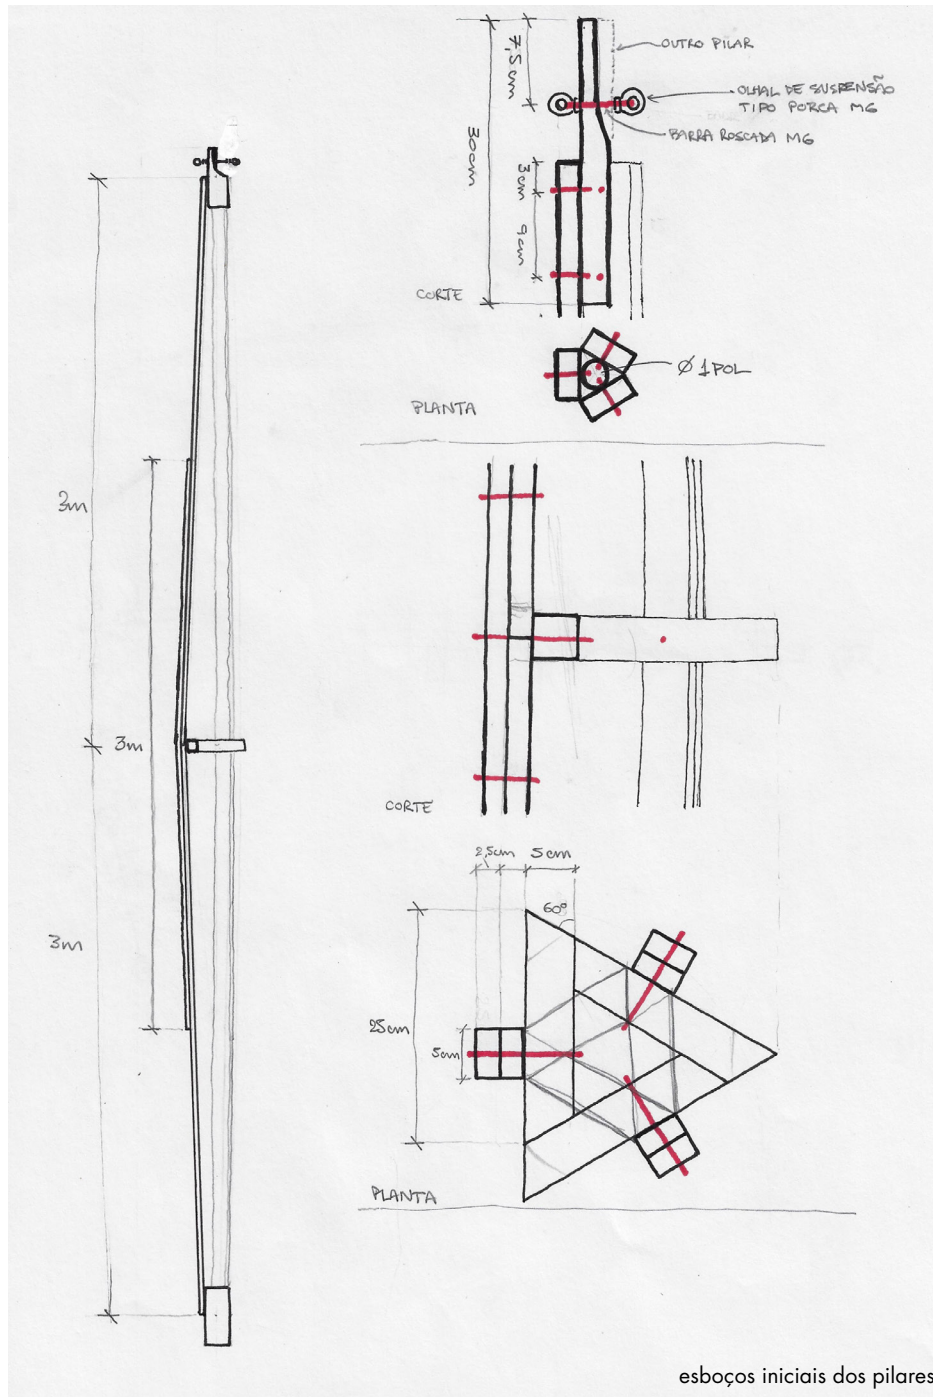 7,5cm
OUTRO PILAR
OLHAL DE SUSPENSÃO
TIPO PORCA M6
BARRA ROSCADA M6
30cm
3cm
9cm
CORTE
Ø 1 POL
PLANTA
3m
3m
3m
CORTE
2,5cm
5cm
60°
25cm
5cm
PLANTA
esboços iniciais dos pilares